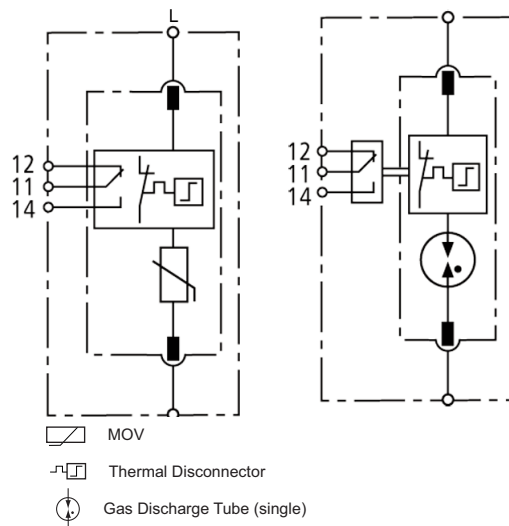 L
12
11
14
12
11
14
MOV
Thermal Disconnector
Gas Discharge Tube (single)